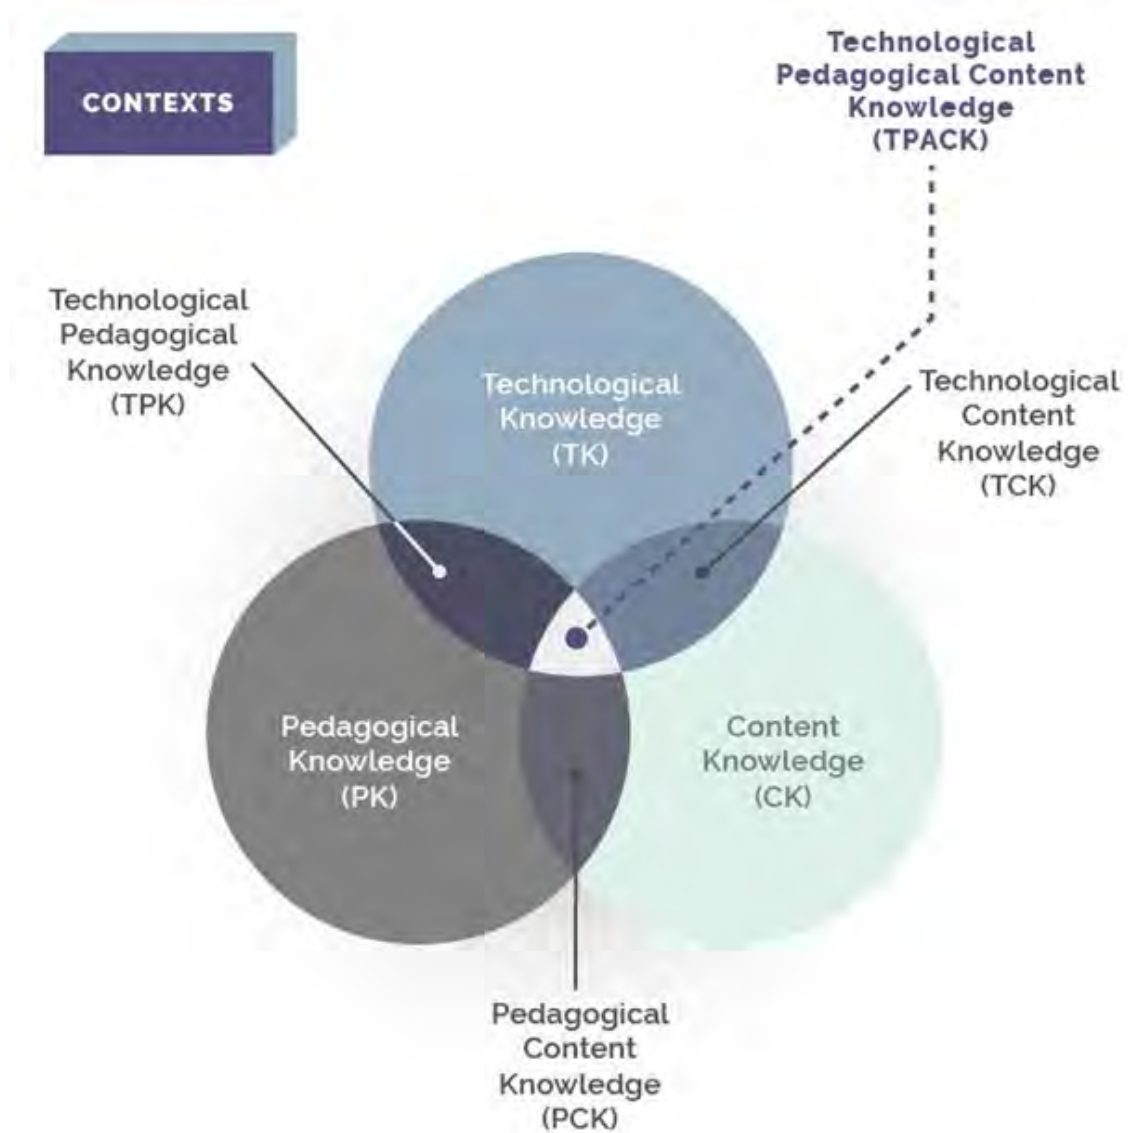 CONTEXTS
Technological
Pedagogical Content
Knowledge
(TPACK)
Technological
Pedagogical
Knowledge
(TPK)
Technological
Knowledge
(TK)
Technological
Content
Knowledge
(TCK)
Pedagogical
Knowledge
(PK)
Content
Knowledge
(CK)
Pedagogical
Content
Knowledge
(PCK)